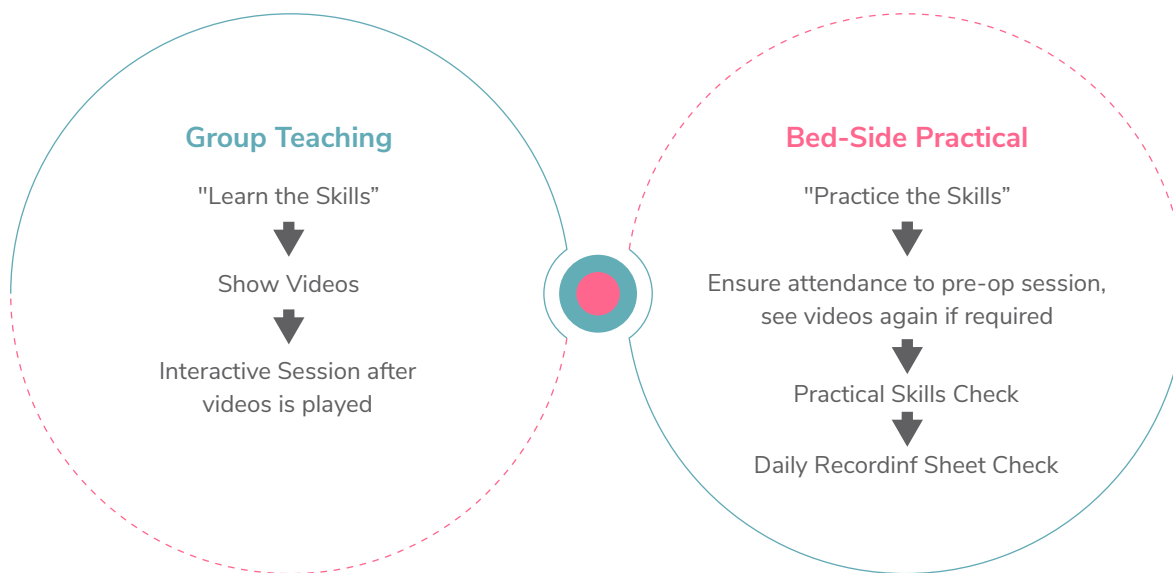 Group Teaching
"Learn the Skills”
Show Videos
Interactive Session after
videos is played
Bed-Side Practical
"Practice the Skills”
Ensure attendance to pre-op session,
see videos again if required
Practical Skills Check
Daily Recordinf Sheet Check